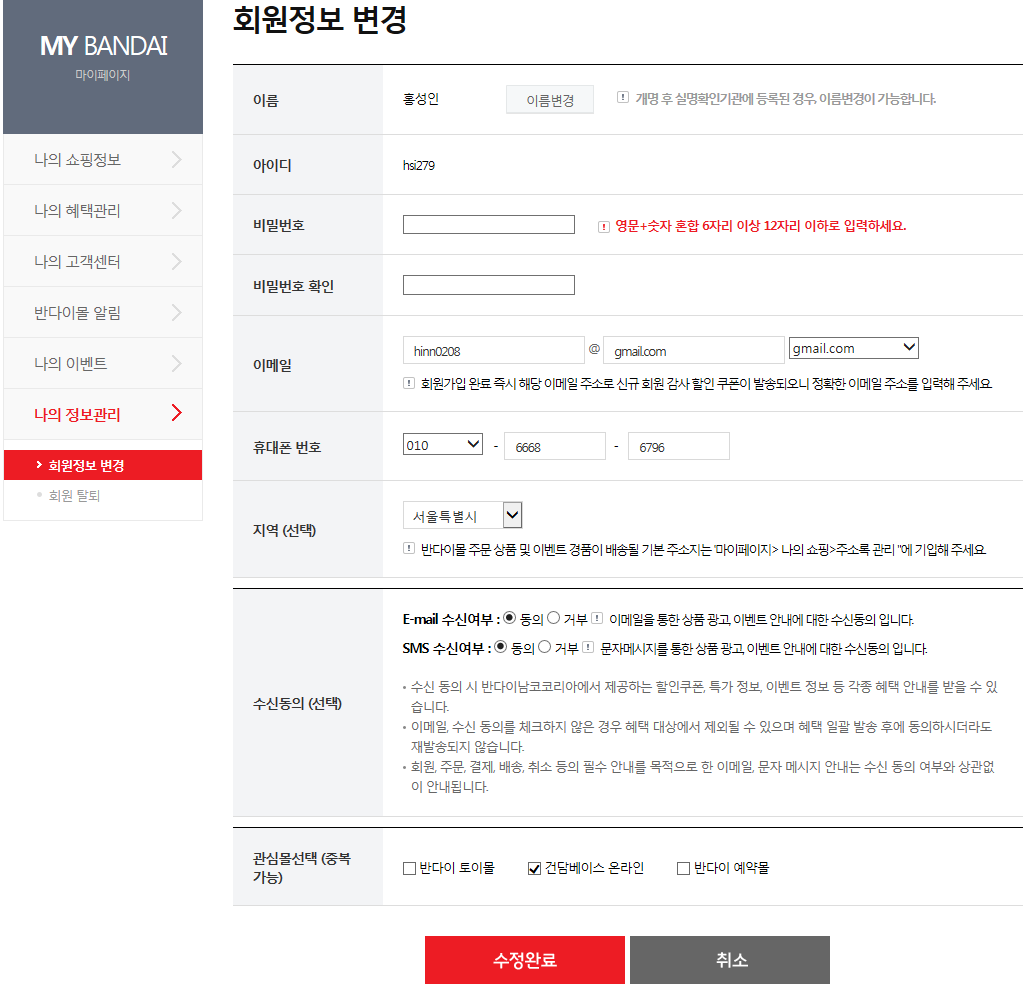 회원정보 변경
MY BANDAI
마이페이지
나의 쇼핑정보
나의 혜택관리
나의 고객센터
반다이몰 알림
나의 이벤트
나의 정보관리
회원정보 변경
회원 탈퇴
이름 홍성인 이름변경 개명 후 실명확인기관에 등록된 경우, 이름변경이 가능합니다.
아이디 hsi279
비밀번호 영문+숫자 혼합 6자리 이상 12자리 이하로 입력하세요.
비밀번호 확인
이메일 hinn0208 @ gmail.com gmail.com
회원가입 완료 즉시 해당 이메일 주소로 신규 회원 감사 할인 쿠폰이 발송되오니 정확한 이메일 주소를 입력해 주세요.
휴대폰 번호 010 - 6668 - 6796
지역 (선택) 서울특별시
반다이몰 주문 상품 및 이벤트 경품이 배송될 기본 주소지는 '마이페이지> 나의 쇼핑>주소록 관리 "에 기입해 주세요.
수신동의 (선택)
E-mail 수신여부 : 동의 거부 이메일을 통한 상품 광고, 이벤트 안내에 대한 수신동의 입니다.
SMS 수신여부 : 동의 거부 문자메시지를 통한 상품 광고, 이벤트 안내에 대한 수신동의 입니다.
• 수신 동의 시 반다이남코코리아에서 제공하는 할인쿠폰, 특가 정보, 이벤트 정보 등 각종 혜택 안내를 받을 수 있
습니다.
• 이메일, 수신 동의를 체크하지 않은 경우 혜택 대상에서 제외될 수 있으며 혜택 일괄 발송 후에 동의하시더라도
재발송되지 않습니다.
• 회원, 주문, 결제, 배송, 취소 등의 필수 안내를 목적으로 한 이메일, 문자 메시지 안내는 수신 동의 여부와 상관없
이 안내됩니다.
관심몰선택 (중복
가능)
반다이 토이몰 건담베이스 온라인 반다이 예약몰
수정완료 취소